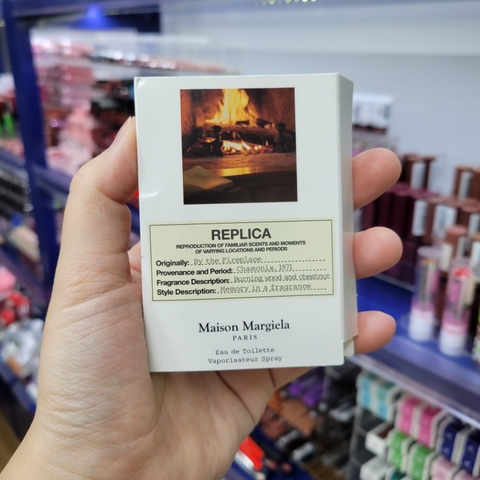 REPLICA
REPRODUCTION OF FAMILIAR SCENTS AND MOMENTS
OF VARYING LOCATIONS AND PERIODS
Originally: By the Fireplace
Provenance and Period: Chamonix, 1971
Fragrance Description: Burning wood and chestnut
Style Description: Memory in a fragrance
Maison Margiela
PARIS
Eau de Toilette
Vaporisateur Spray